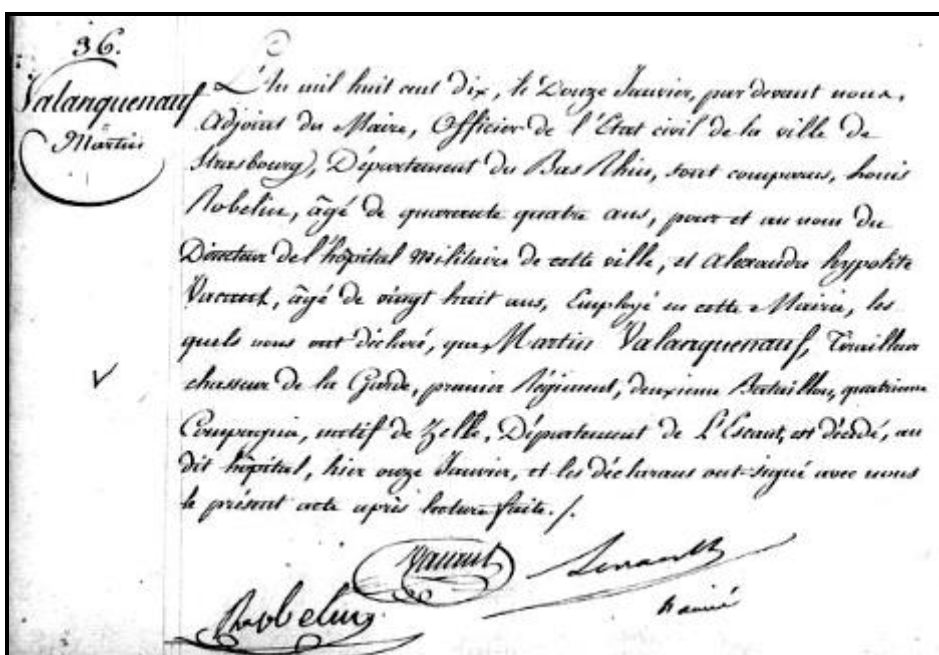 36.
Valanquenauf
Martin
L'An mil huit cent dix, le Douze Janvier, par devant nous,
Adjoint du Maire, Officier de l'Etat civil de la ville de
Strasbourg, Département du Bas Rhin, sont comparus, Louis
Robelin, âgé de quarante quatre ans, pour et au nom du
Directeur de l'hôpital militaire de cette ville, et Alexandre hypolite
âgé de vingt huit ans, Employé en cette Mairie, les
quels nous ont déclaré, que Martin Valanquenauf, Tirailleur
chasseur de la Garde, premier Régiment, deuxieme Bataillon, quatrieme
Compagnie, natif de Zelle, Département de L'Escaut, est décédé, au
dit hôpital, hier onze Janvier, et les déclarans ont signé avec nous
le présent acte après lecture faite./.
Robelin